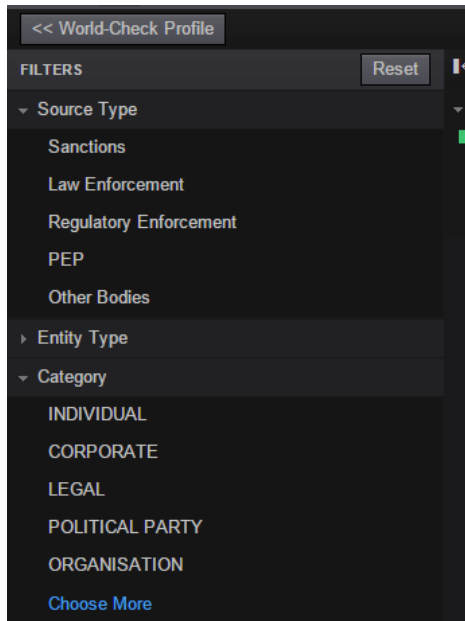 << World-Check Profile
FILTERS Reset
Source Type
Sanctions
Law Enforcement
Regulatory Enforcement
PEP
Other Bodies
Entity Type
Category
INDIVIDUAL
CORPORATE
LEGAL
POLITICAL PARTY
ORGANISATION
Choose More